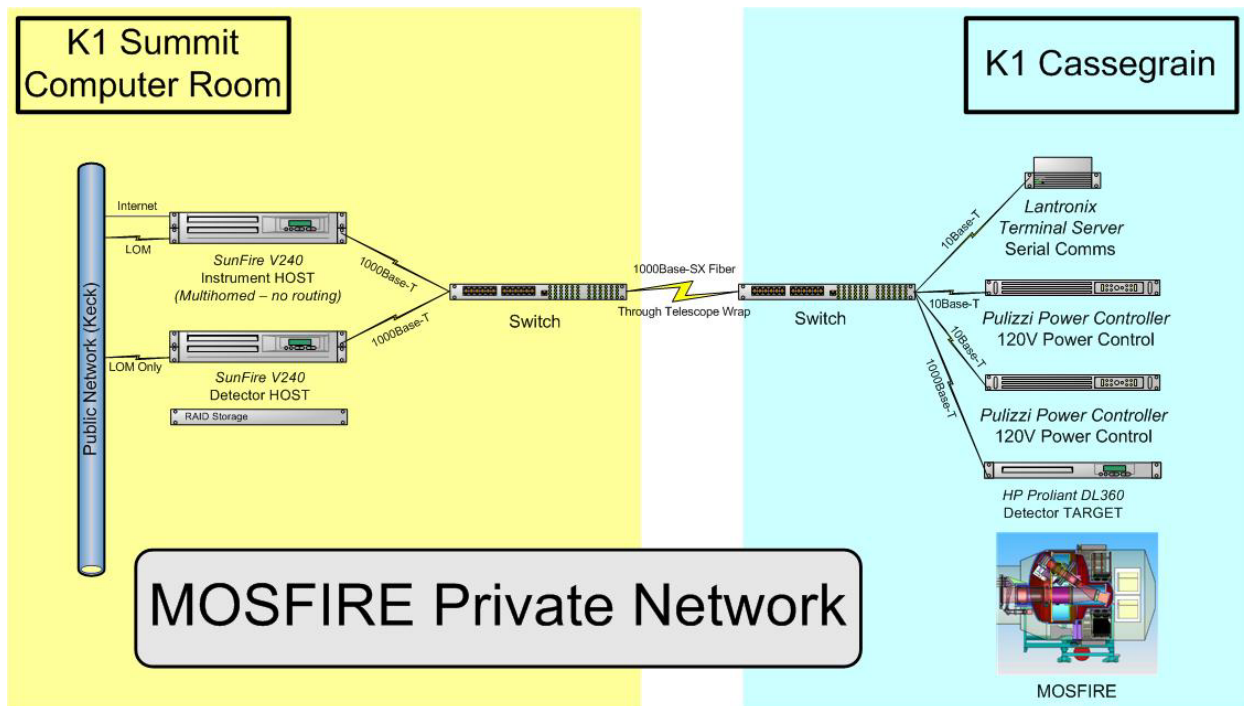 K1 Summit
Computer Room
K1 Cassegrain
Public Network (Keck)
Internet
LOM
SunFire V240
Instrument HOST
(Multihomed – no routing)
1000Base-T
LOM Only
SunFire V240
Detector HOST
1000Base-T
RAID Storage
Switch
1000Base-SX Fiber
Through Telescope Wrap
Switch
10Base-T
Lantronix
Terminal Server
Serial Comms
10Base-T
Pulizzi Power Controller
120V Power Control
10Base-T
Pulizzi Power Controller
120V Power Control
1000Base-T
HP Proliant DL360
Detector TARGET
MOSFIRE
MOSFIRE Private Network